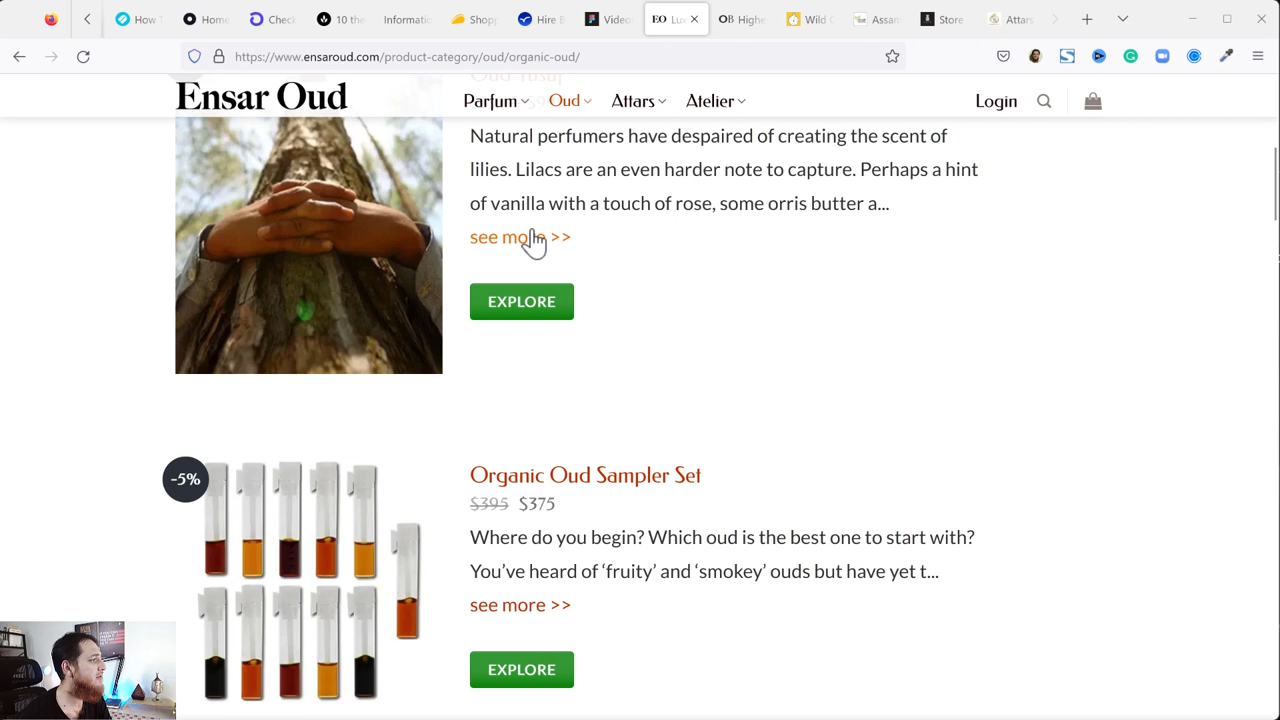 How T
Home
Check
10 the
Informatic
Shop
Hire B
Video
EO Lu
OB Highe
Wild C
Assan
Store
Attars
https://www.ensaroud.com/product-category/oud/organic-oud/
Oud Yusuf
Ensar Oud
Parfum
Oud
Attars
Atelier
Login
Natural perfumers have despaired of creating the scent of
lilies. Lilacs are an even harder note to capture. Perhaps a hint
of vanilla with a touch of rose, some orris butter a...
see more >>
EXPLORE
-5%
Organic Oud Sampler Set
$395 $375
Where do you begin? Which oud is the best one to start with?
You’ve heard of ‘fruity’ and ‘smokey’ ouds but have yet t...
see more >>
EXPLORE